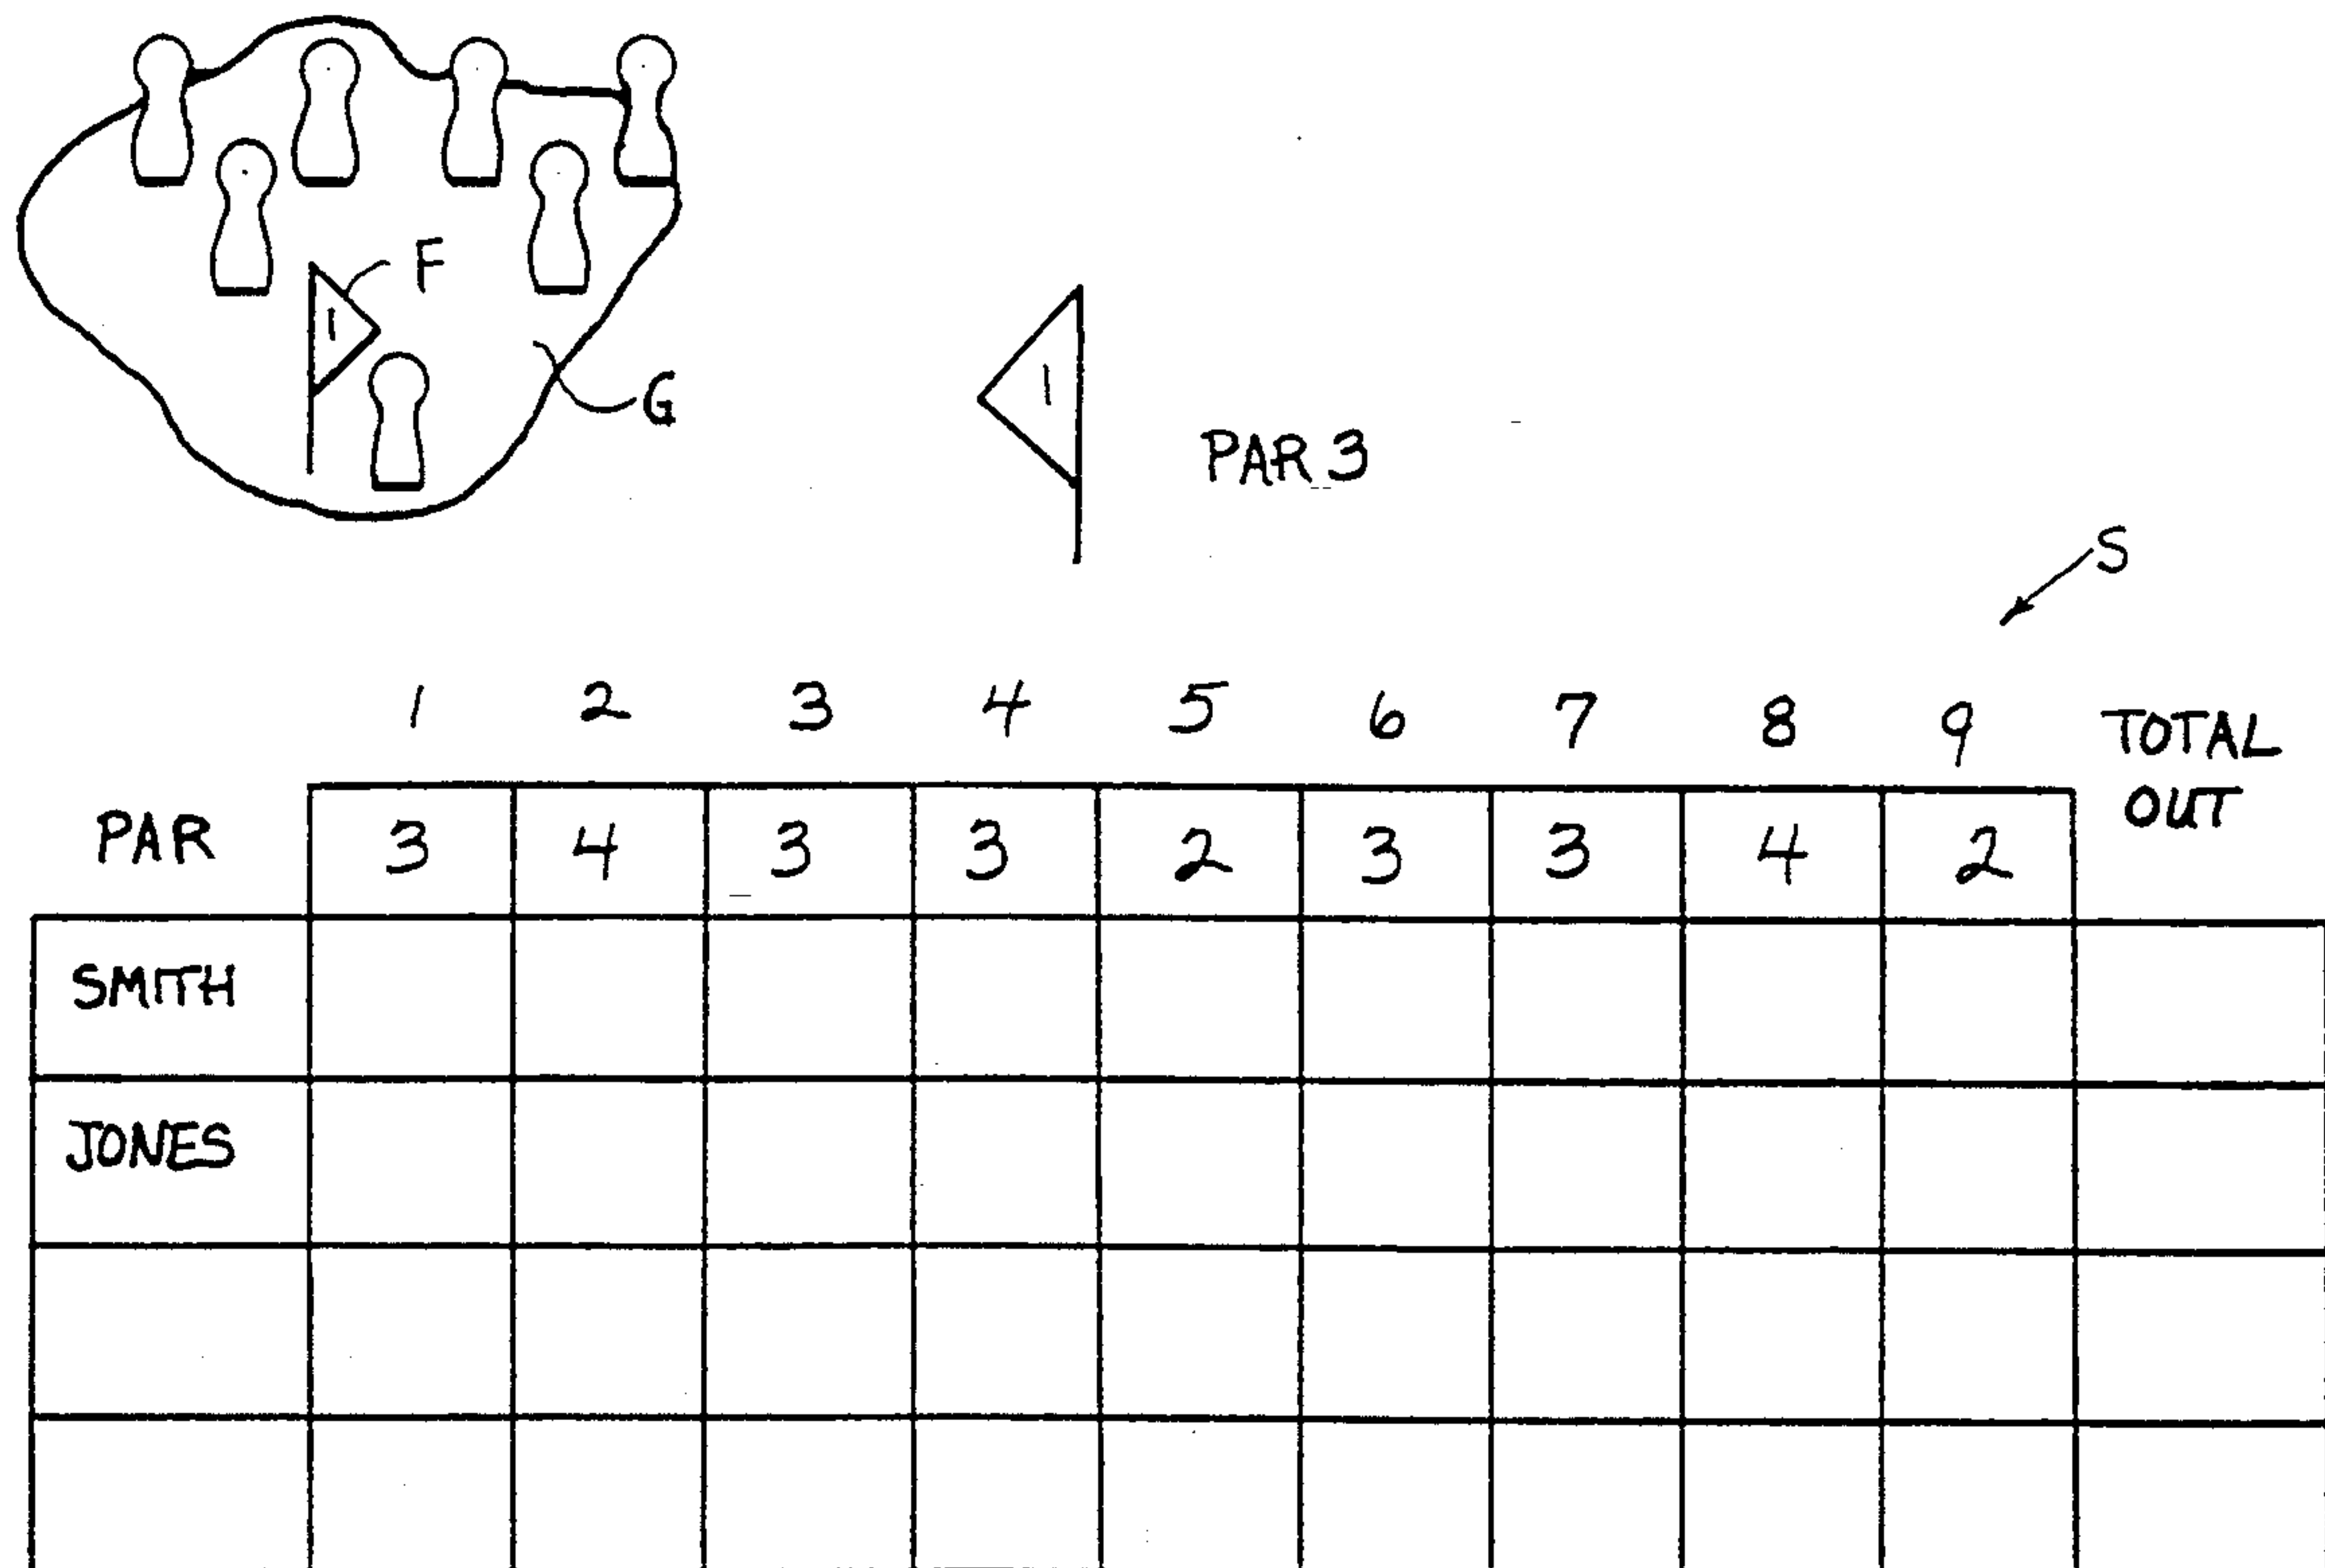 F
1
G
1
PAR 3
S
1 2 3 4 5 6 7 8 9 TOTAL OUT
PAR 3 4 3 3 2 3 3 4 2
SMITH
JONES